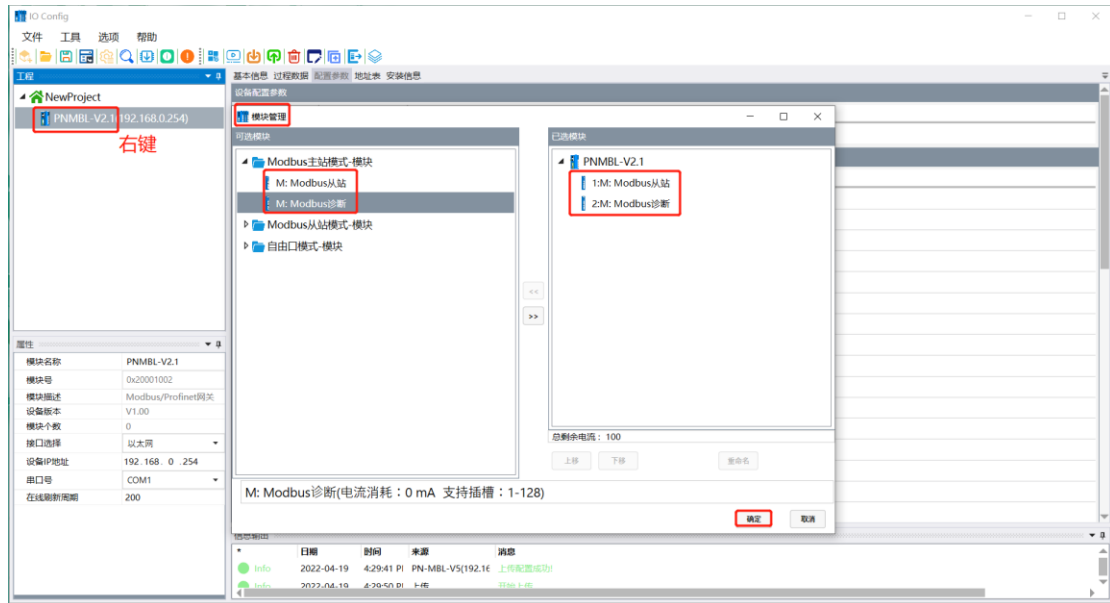 IO Config
文件 工具 选项 帮助
工程
NewProject
PNMBL-V2.1(192.168.0.254)
右键
基本信息 过程数据 配置参数 地址表 安装信息
设备配置参数
模块管理
可选模块
Modbus主站模式-模块
M: Modbus从站
M: Modbus诊断
Modbus从站模式-模块
自由口模式-模块
<<
>>
已选模块
PNMBL-V2.1
1:M: Modbus从站
2:M: Modbus诊断
总剩余电流: 100
上移 下移 重命名
M: Modbus诊断(电流消耗：0 mA 支持插槽：1-128)
确定 取消
属性
模块名称 PNMBL-V2.1
模块号 0x20001002
模块描述 Modbus/Profinet网关
设备版本 V1.00
模块个数 0
接口选择 以太网
设备IP地址 192.168. 0 .254
串口号 COM1
在线刷新周期 200
信息输出
* 日期 时间 来源 消息
Info 2022-04-19 4:29:41 PI PN-MBL-V5(192.16 上传配置成功!
Info 2022-04-19 4:29:50 PI 上传 开始上传